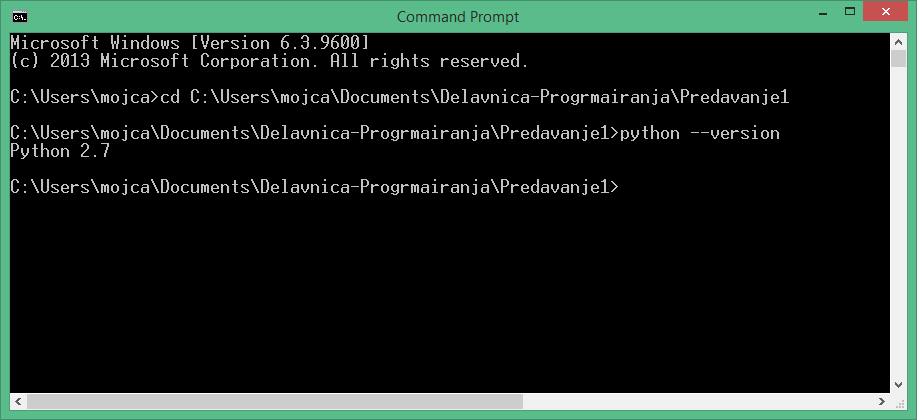 Command Prompt
Microsoft Windows [Version 6.3.9600]
(c) 2013 Microsoft Corporation. All rights reserved.
C:\Users\mojca>cd C:\Users\mojca\Documents\Delavnica-Progrmairanja\Predavanje1
C:\Users\mojca\Documents\Delavnica-Progrmairanja\Predavanje1>python --version
Python 2.7
C:\Users\mojca\Documents\Delavnica-Progrmairanja\Predavanje1>